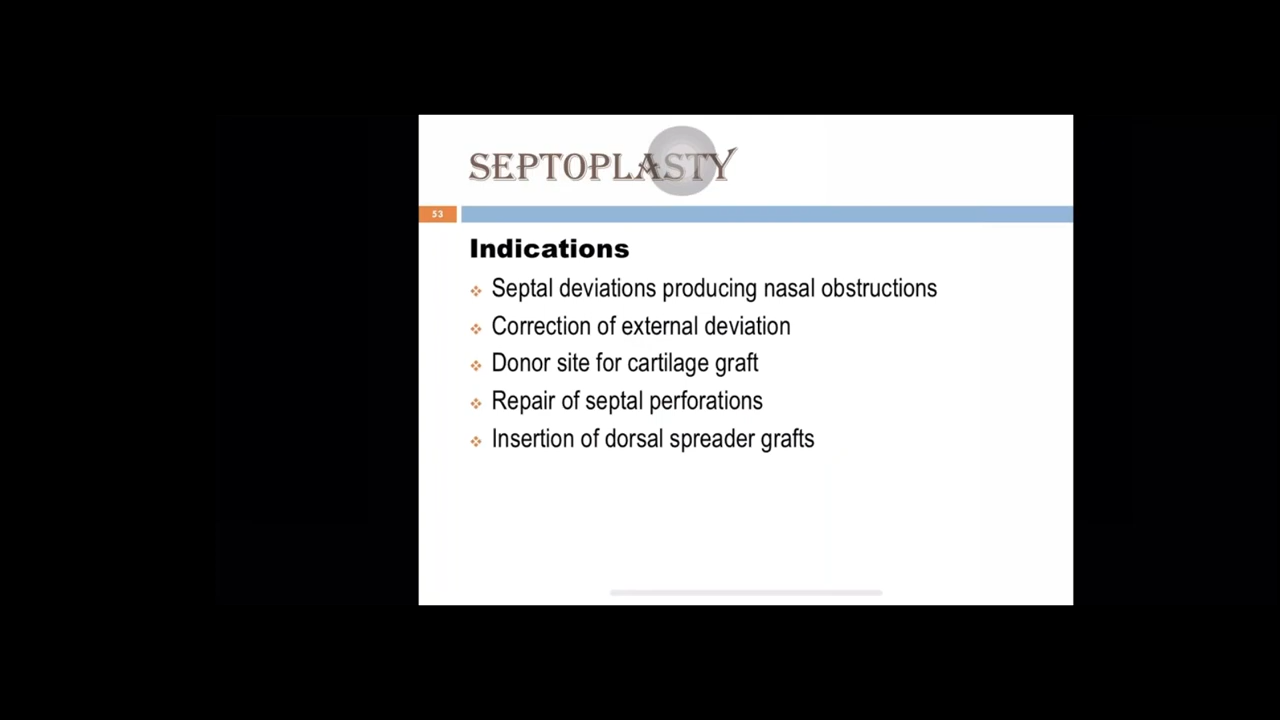 SEPTOPLASTY
53
Indications
Septal deviations producing nasal obstructions
Correction of external deviation
Donor site for cartilage graft
Repair of septal perforations
Insertion of dorsal spreader grafts